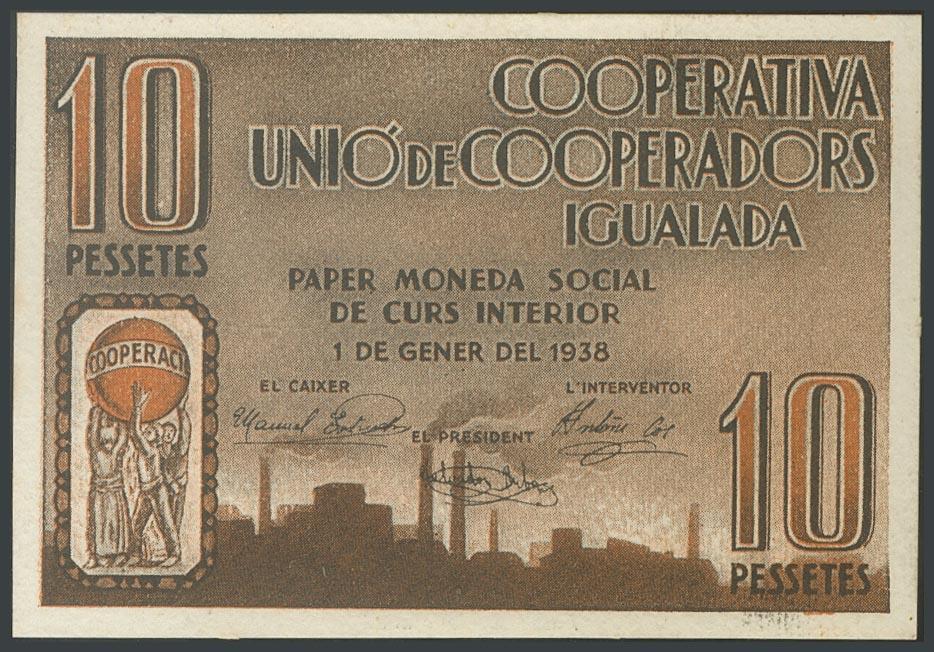 10
PESSETES
COOPERATIVA
UNIÓ DE COOPERADORS
IGUALADA
PAPER MONEDA SOCIAL
DE CURS INTERIOR
1 DE GENER DEL 1938
EL CAIXER
L'INTERVENTOR
EL PRESIDENT
COOPERACI
10
PESSETES